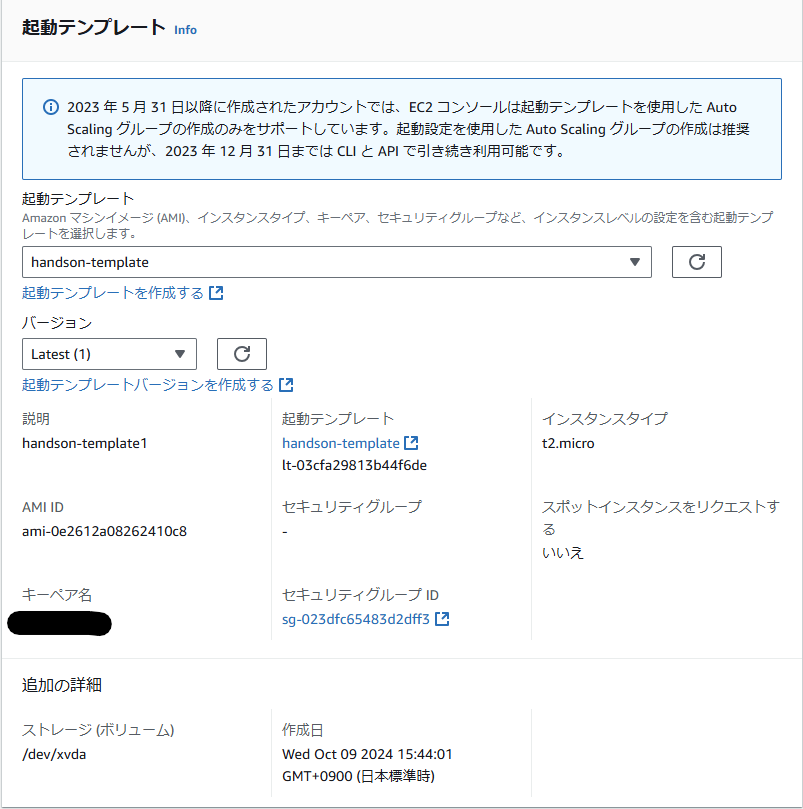 起動テンプレート Info
2023 年 5 月 31 日以降に作成されたアカウントでは、EC2 コンソールは起動テンプレートを使用した Auto
Scaling グループの作成のみをサポートしています。起動設定を使用した Auto Scaling グループの作成は推奨
されませんが、2023 年 12 月 31 日までは CLI と API で引き続き利用可能です。
起動テンプレート
Amazon マシンイメージ (AMI)、インスタンスタイプ、キーペア、セキュリティグループなど、インスタンスレベルの設定を含む起動テンプ
レートを選択します。
handson-template
起動テンプレートを作成する
バージョン
Latest (1)
起動テンプレートバージョンを作成する
説明
handson-template1
起動テンプレート
handson-template
lt-03cfa29813b44f6de
インスタンスタイプ
t2.micro
AMI ID
ami-0e2612a08262410c8
セキュリティグループ
-
スポットインスタンスをリクエストす
る
いいえ
キーペア名
セキュリティグループ ID
sg-023dfc65483d2dff3
追加の詳細
ストレージ (ボリューム)
/dev/xvda
作成日
Wed Oct 09 2024 15:44:01
GMT+0900 (日本標準時)